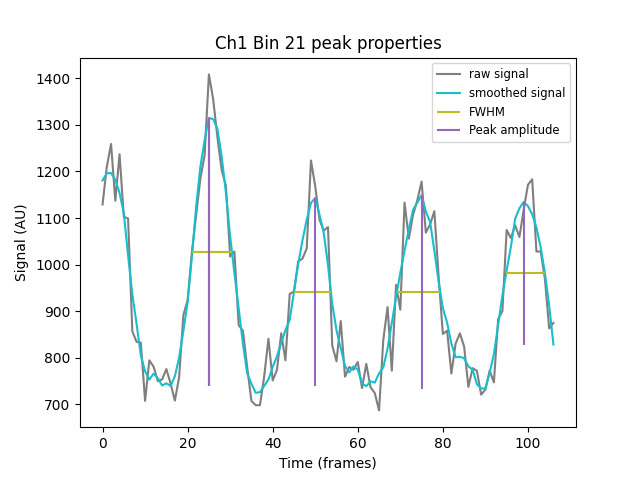 Ch1 Bin 21 peak properties
raw signal
smoothed signal
FWHM
Peak amplitude
Signal (AU)
1400
1300
1200
1100
1000
900
800
700
0 20 40 60 80 100
Time (frames)